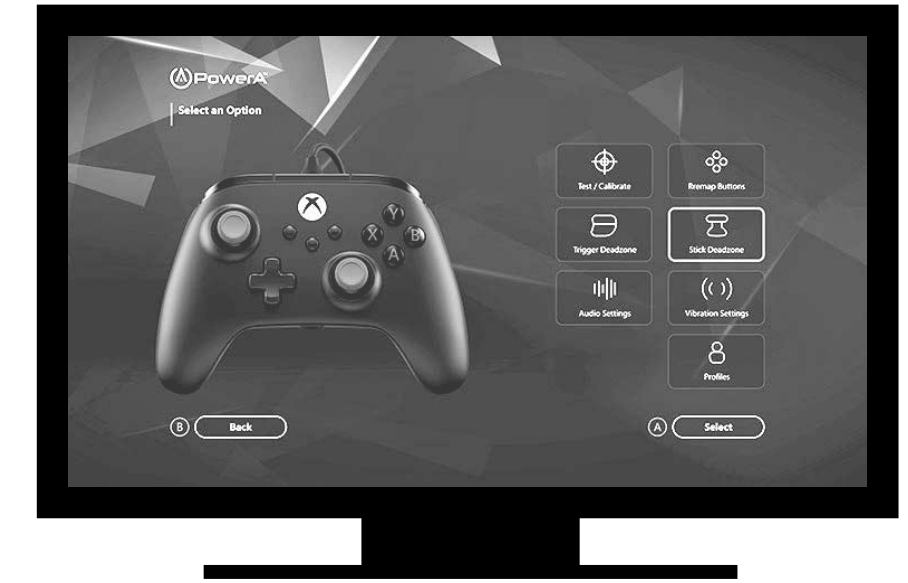 PowerA
Select an Option
Y
X
B
A
Test / Calibrate
Rremap Buttons
Trigger Deadzone
Stick Deadzone
Audio Settings
Vibration Settings
Profiles
B Back
A Select